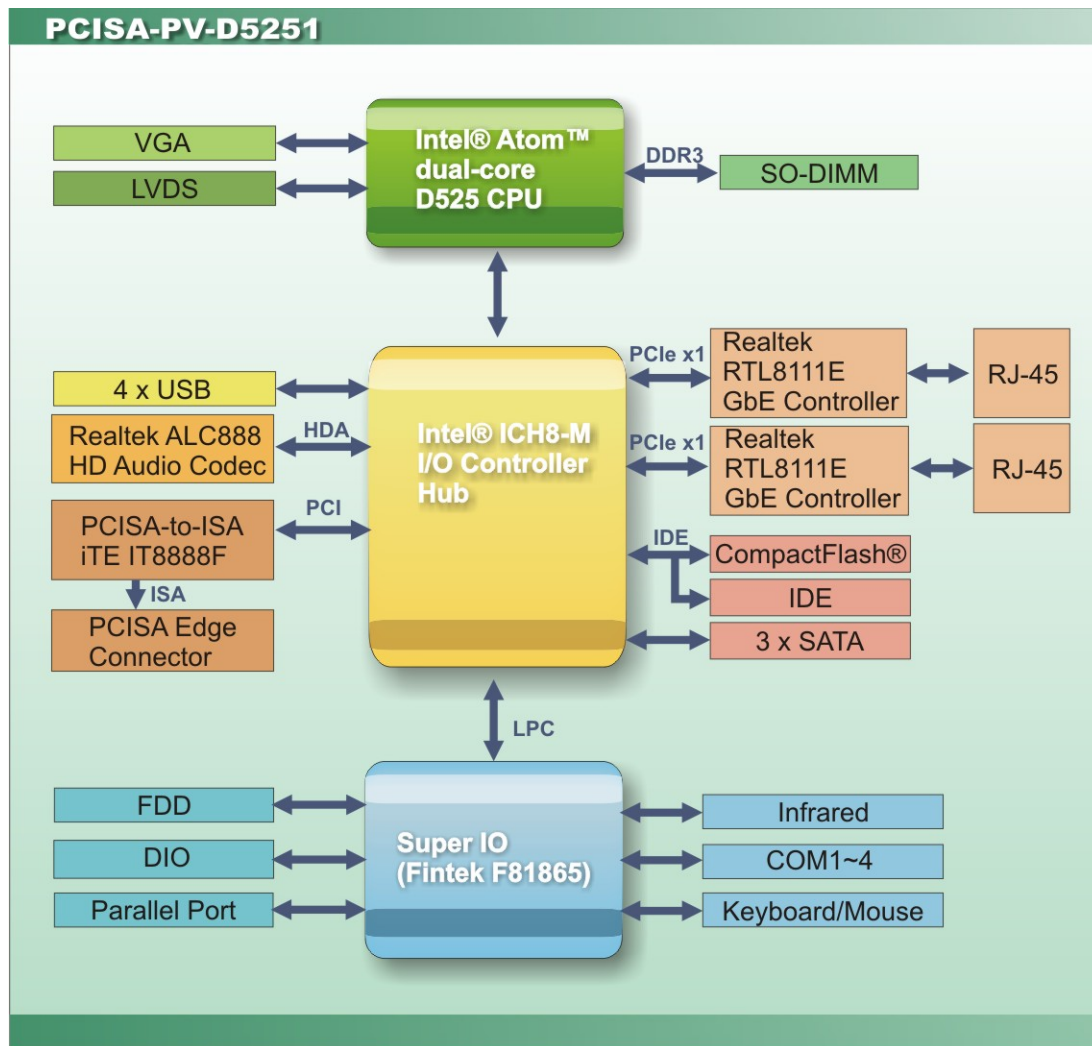 PCISA-PV-D5251
VGA
LVDS
Intel® Atom™
dual-core
D525 CPU
DDR3
SO-DIMM
4 x USB
Realtek ALC888
HD Audio Codec
HDA
PCISA-to-ISA
iTE IT8888F
PCI
ISA
PCISA Edge
Connector
Intel® ICH8-M
I/O Controller
Hub
PCIe x1
Realtek
RTL8111E
GbE Controller
RJ-45
PCIe x1
Realtek
RTL8111E
GbE Controller
RJ-45
IDE
CompactFlash®
IDE
3 x SATA
LPC
FDD
DIO
Parallel Port
Super IO
(Fintek F81865)
Infrared
COM1~4
Keyboard/Mouse